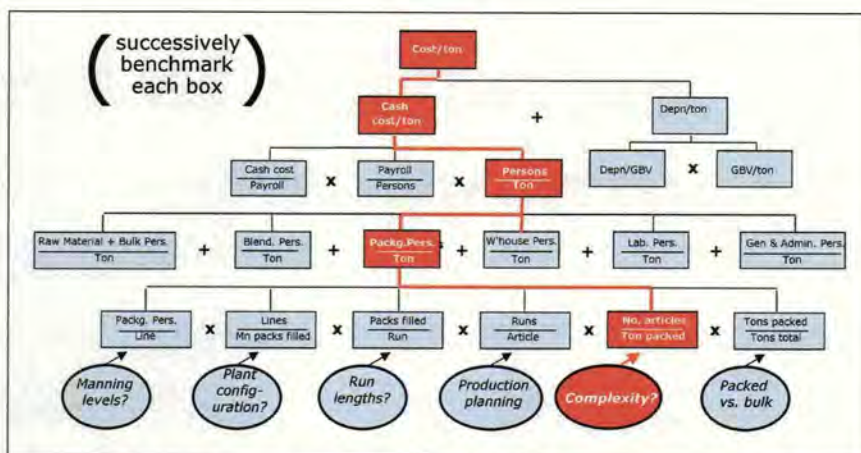 (successively
benchmark
each box)
Cost/ton
Cash
cost/ton
+
Depn/ton
Cash cost
Payroll
x
Payroll
Persons
x
Persons
Ton
Depn/GBV
x
GBV/ton
Raw Material + Bulk Pers.
Ton
+
Blend. Pers.
Ton
+
Packg.Pers.
Ton
+
W'house Pers.
Ton
+
Lab. Pers.
Ton
+
Gen & Admin. Pers.
Ton
Packg. Pers.
Line
x
Lines
Mn packs filled
x
Packs filled
Run
x
Runs
Article
x
No. articles
Ton packed
x
Tons packed
Tons total
Manning
levels?
Plant
config-
uration?
Run
lengths?
Production
planning
Complexity?
Packed
vs. bulk